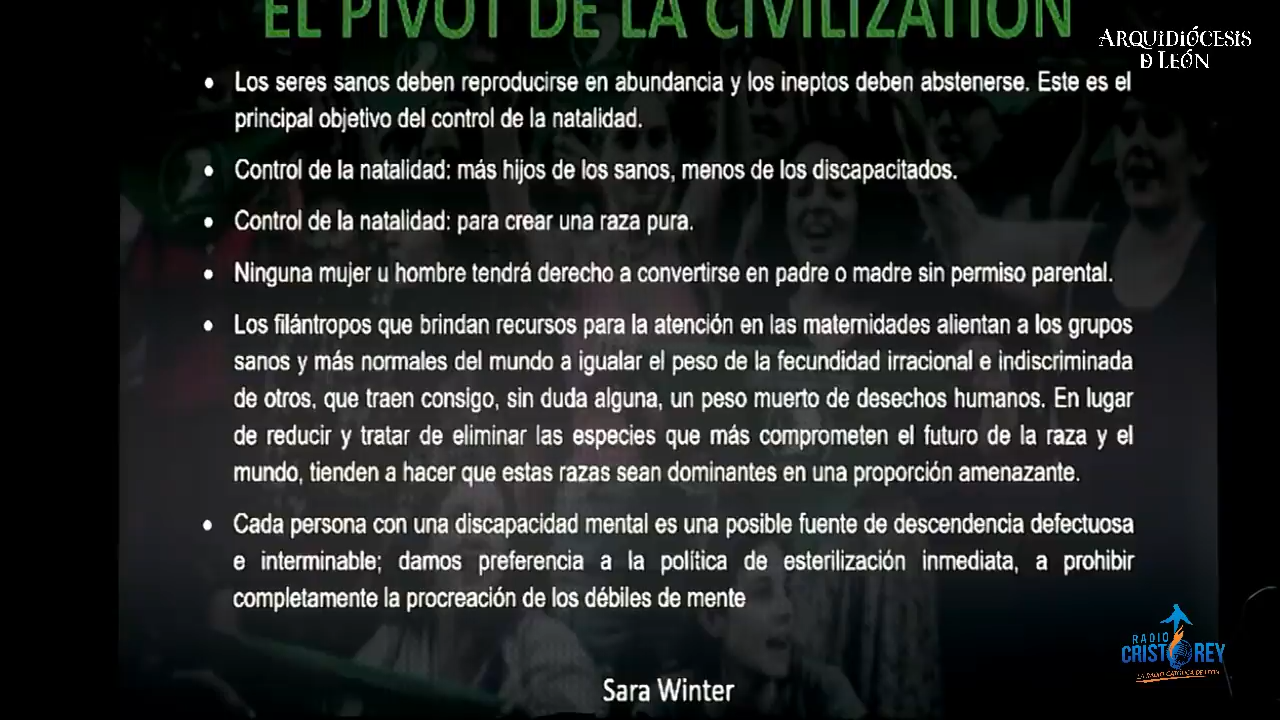 EL PIVOT DE LA CIVILIZATION
ARQUIDIÓCESIS
D LEÓN
• Los seres sanos deben reproducirse en abundancia y los ineptos deben abstenerse. Este es el
principal objetivo del control de la natalidad.
• Control de la natalidad: más hijos de los sanos, menos de los discapacitados.
• Control de la natalidad: para crear una raza pura.
• Ninguna mujer u hombre tendrá derecho a convertirse en padre o madre sin permiso parental.
• Los filántropos que brindan recursos para la atención en las maternidades alientan a los grupos
sanos y más normales del mundo a igualar el peso de la fecundidad irracional e indiscriminada
de otros, que traen consigo, sin duda alguna, un peso muerto de desechos humanos. En lugar
de reducir y tratar de eliminar las especies que más comprometen el futuro de la raza y el
mundo, tienden a hacer que estas razas sean dominantes en una proporción amenazante.
• Cada persona con una discapacidad mental es una posible fuente de descendencia defectuosa
e interminable; damos preferencia a la política de esterilización inmediata, a prohibir
completamente la procreación de los débiles de mente
RADIO
CRISTO REY
LA RADIO CATÓLICA DE LEÓN
Sara Winter